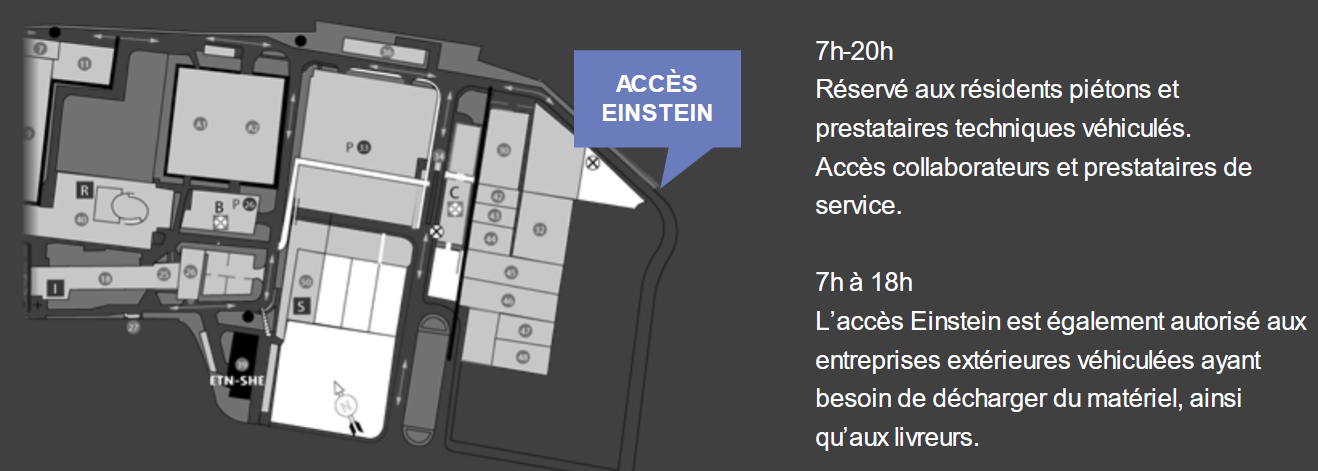 ACCÈS
EINSTEIN
7h-20h
Réservé aux résidents piétons et
prestataires techniques véhiculés.
Accès collaborateurs et prestataires de
service.
7h à 18h
L’accès Einstein est également autorisé aux
entreprises extérieures véhiculées ayant
besoin de décharger du matériel, ainsi
qu’aux livreurs.
7
11
36
A1
A2
P 33
34
30
R
40
B
P 26
C
42
43
44
32
45
46
47
48
I
18
25
26
50
S
27
39
ETN-SHE
N